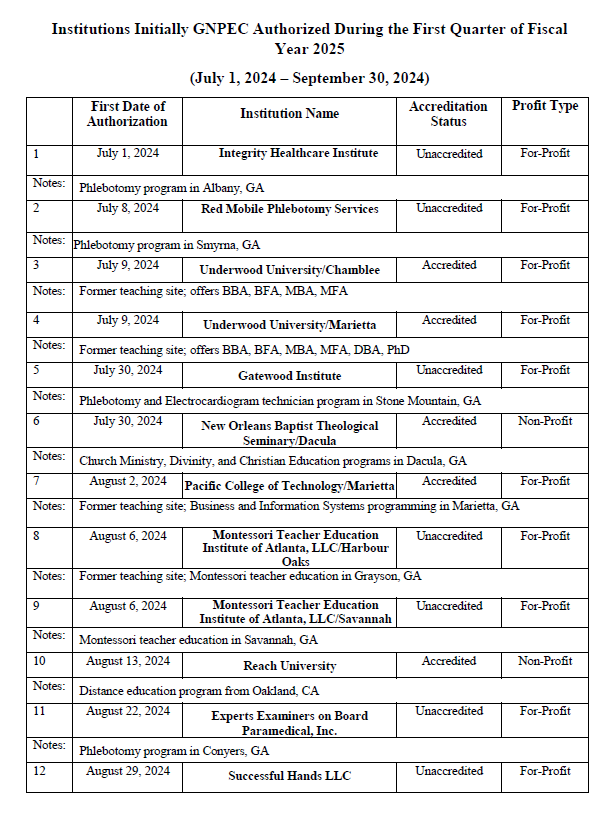 Institutions Initially GNPEC Authorized During the First Quarter of Fiscal
Year 2025
(July 1, 2024 – September 30, 2024)
First Date of Authorization Institution Name Accreditation Status Profit Type
1 July 1, 2024 Integrity Healthcare Institute Unaccredited For-Profit
Notes: Phlebotomy program in Albany, GA
2 July 8, 2024 Red Mobile Phlebotomy Services Unaccredited For-Profit
Notes: Phlebotomy program in Smyrna, GA
3 July 9, 2024 Underwood University/Chamblee Accredited For-Profit
Notes: Former teaching site; offers BBA, BFA, MBA, MFA
4 July 9, 2024 Underwood University/Marietta Accredited For-Profit
Notes: Former teaching site; offers BBA, BFA, MBA, MFA, DBA, PhD
5 July 30, 2024 Gatewood Institute Unaccredited For-Profit
Notes: Phlebotomy and Electrocardiogram technician program in Stone Mountain, GA
6 July 30, 2024 New Orleans Baptist Theological Seminary/Dacula Accredited Non-Profit
Notes: Church Ministry, Divinity, and Christian Education programs in Dacula, GA
7 August 2, 2024 Pacific College of Technology/Marietta Accredited For-Profit
Notes: Former teaching site; Business and Information Systems programming in Marietta, GA
8 August 6, 2024 Montessori Teacher Education Institute of Atlanta, LLC/Harbour Oaks Unaccredited For-Profit
Notes: Former teaching site; Montessori teacher education in Grayson, GA
9 August 6, 2024 Montessori Teacher Education Institute of Atlanta, LLC/Savannah Unaccredited For-Profit
Notes: Montessori teacher education in Savannah, GA
10 August 13, 2024 Reach University Accredited Non-Profit
Notes: Distance education program from Oakland, CA
11 August 22, 2024 Experts Examiners on Board Paramedical, Inc. Unaccredited For-Profit
Notes: Phlebotomy program in Conyers, GA
12 August 29, 2024 Successful Hands LLC Unaccredited For-Profit